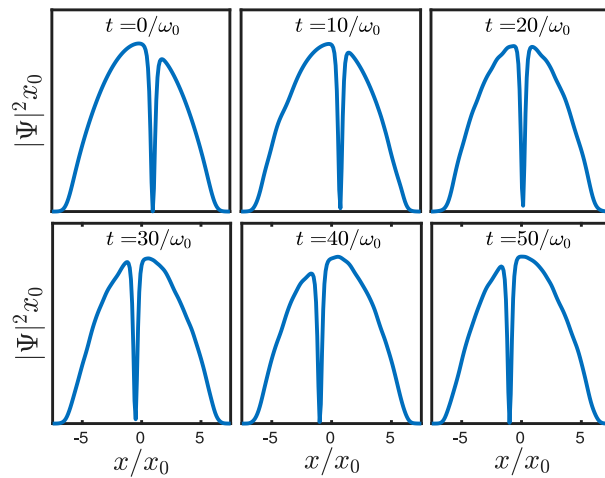 t =0/ω₀ t =10/ω₀ t =20/ω₀
|Ψ|²x₀
t =30/ω₀ t =40/ω₀ t =50/ω₀
|Ψ|²x₀
-5 0 5 -5 0 5 -5 0 5
x/x₀ x/x₀ x/x₀